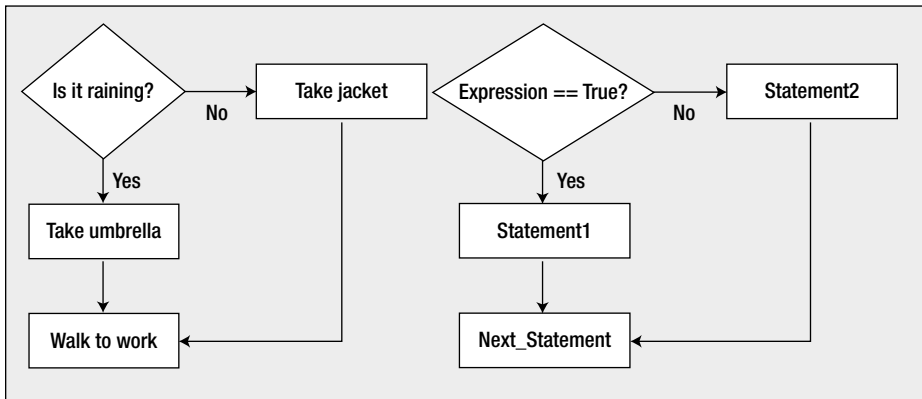 Is it raining?
No
Take jacket
Yes
Take umbrella
Walk to work
Expression == True?
No
Statement2
Yes
Statement1
Next_Statement